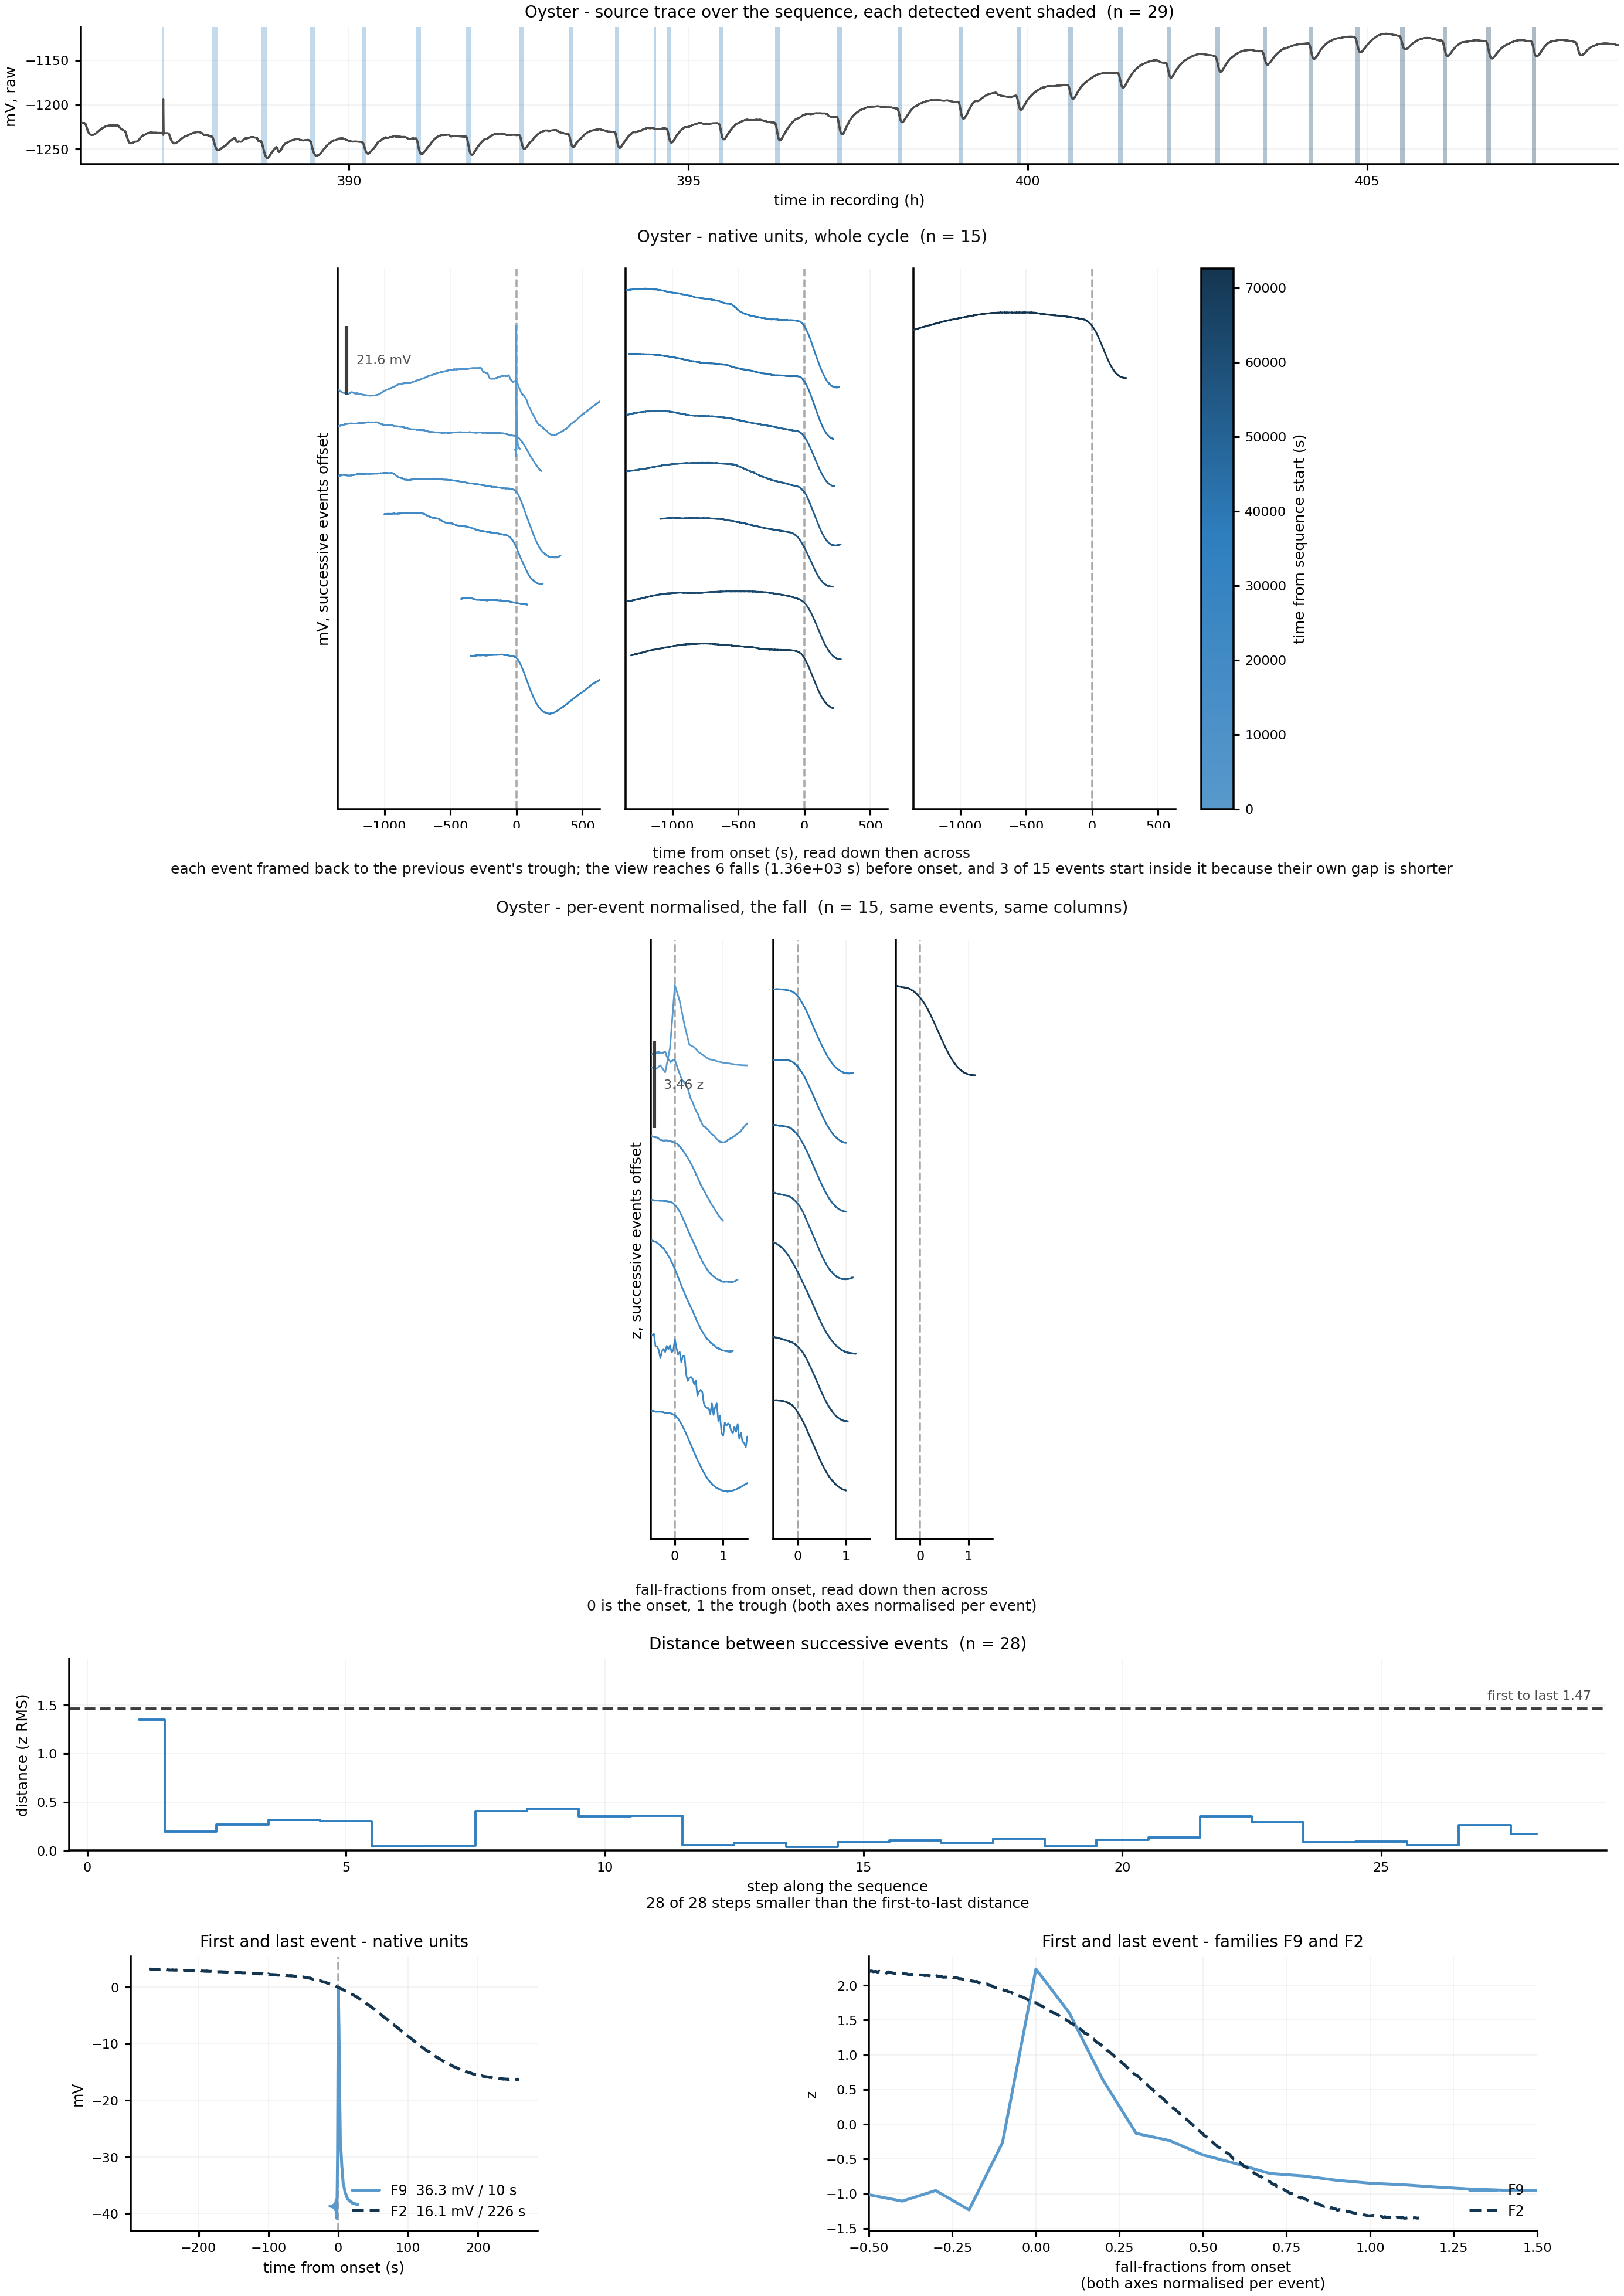 Oyster - source trace over the sequence, each detected event shaded  (n = 29)
mV, raw
−1150
−1200
−1250
390
395
400
405
time in recording (h)
Oyster - native units, whole cycle  (n = 15)
mV, successive events offset
21.6 mV
−1000 −500 0 500
−1000 −500 0 500
−1000 −500 0 500
70000
60000
50000
40000
30000
20000
10000
0
time from sequence start (s)
time from onset (s), read down then across
each event framed back to the previous event's trough; the view reaches 6 falls (1.36e+03 s) before onset, and 3 of 15 events start inside it because their own gap is shorter
Oyster - per-event normalised, the fall  (n = 15, same events, same columns)
z, successive events offset
3.46 z
0 1
0 1
0 1
fall-fractions from onset, read down then across
0 is the onset, 1 the trough (both axes normalised per event)
Distance between successive events  (n = 28)
distance (z RMS)
1.5
1.0
0.5
0.0
first to last 1.47
0 5 10 15 20 25
step along the sequence
28 of 28 steps smaller than the first-to-last distance
First and last event - native units
mV
0
−10
−20
−30
−40
F9  36.3 mV / 10 s
F2  16.1 mV / 226 s
−200 −100 0 100 200
time from onset (s)
First and last event - families F9 and F2
z
2.0
1.5
1.0
0.5
0.0
−0.5
−1.0
−1.5
F9
F2
−0.50 −0.25 0.00 0.25 0.50 0.75 1.00 1.25 1.50
fall-fractions from onset
(both axes normalised per event)